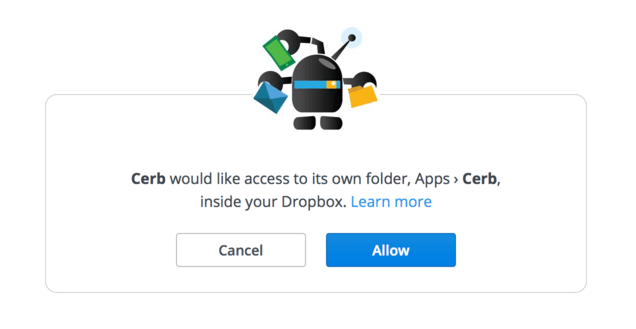 Cerb would like access to its own folder, Apps › Cerb,
inside your Dropbox. Learn more
Cancel
Allow